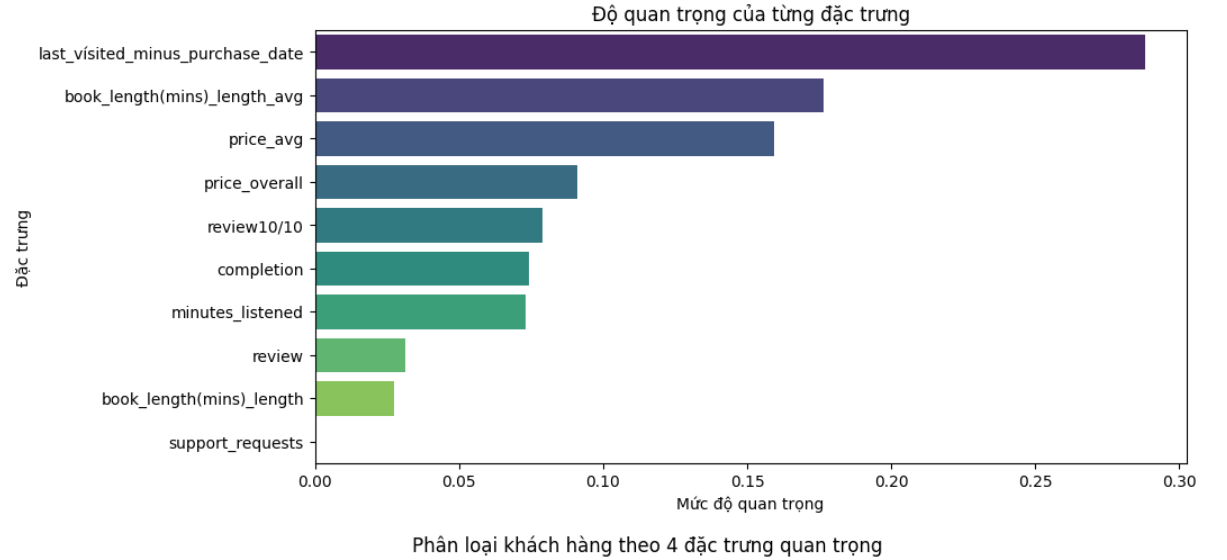 Độ quan trọng của từng đặc trưng
last_vísited_minus_purchase_date
book_length(mins)_length_avg
price_avg
price_overall
review10/10
completion
minutes_listened
review
book_length(mins)_length
support_requests
Đặc trưng
0.00 0.05 0.10 0.15 0.20 0.25 0.30
Mức độ quan trọng
Phân loại khách hàng theo 4 đặc trưng quan trọng